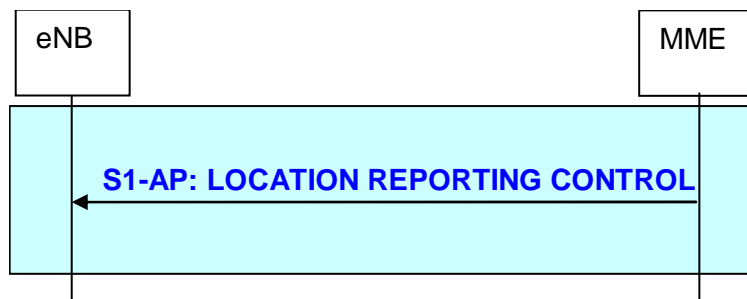 eNB
MME
S1-AP: LOCATION REPORTING CONTROL